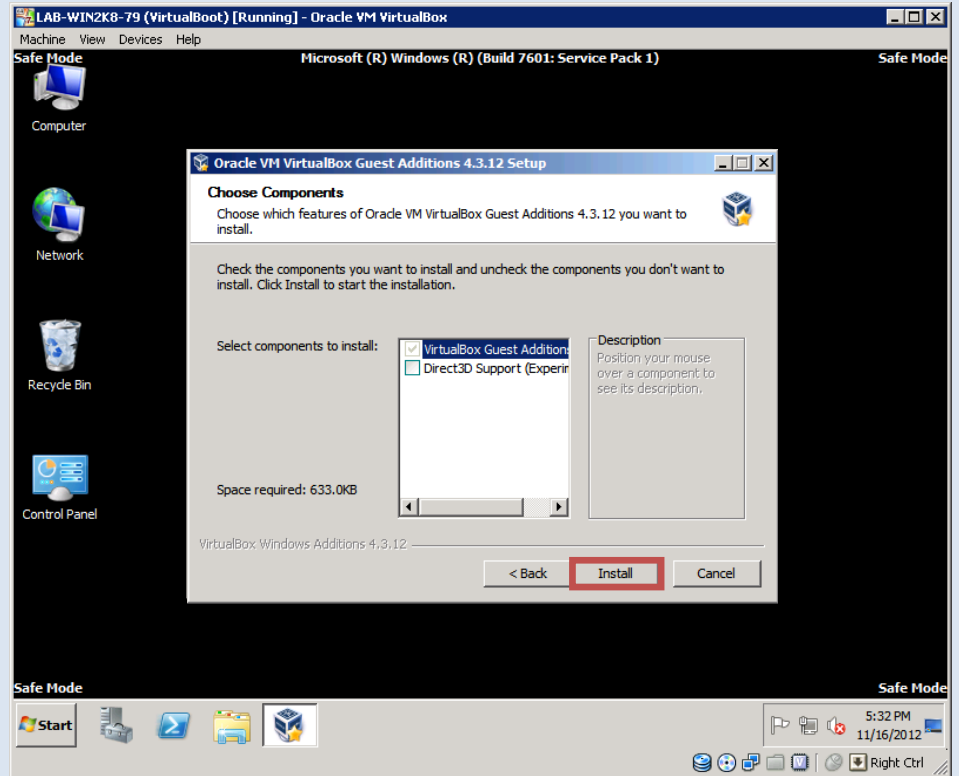 LAB-WIN2K8-79 (VirtualBoot) [Running] - Oracle VM VirtualBox
Machine View Devices Help
Safe Mode Microsoft (R) Windows (R) (Build 7601: Service Pack 1) Safe Mode
Computer
Oracle VM VirtualBox Guest Additions 4.3.12 Setup
Choose Components
Choose which features of Oracle VM VirtualBox Guest Additions 4.3.12 you want to
install.
Network
Check the components you want to install and uncheck the components you don't want to
install. Click Install to start the installation.
Select components to install:
VirtualBox Guest Additions
Direct3D Support (Experin
Description
Position your mouse
over a component to
see its description.
Recycle Bin
Space required: 633.0KB
Control Panel
VirtualBox Windows Additions 4.3.12
< Back Install Cancel
Safe Mode Safe Mode
Start
5:32 PM
11/16/2012
Right Ctrl